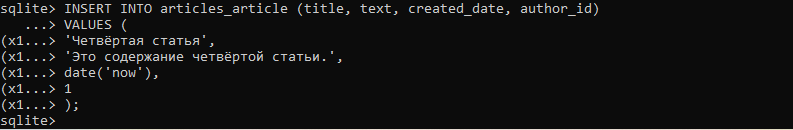 sqlite> INSERT INTO articles_article (title, text, created_date, author_id)
   ...> VALUES (
(x1...> 'Четвёртая статья',
(x1...> 'Это содержание четвёртой статьи.',
(x1...> date('now'),
(x1...> 1
(x1...> );
sqlite>